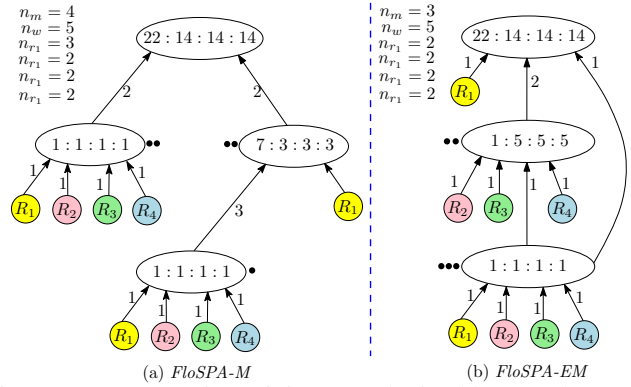 n_m = 4
n_w = 5
n_{r_1} = 3
n_{r_1} = 2
n_{r_1} = 2
n_{r_1} = 2
22 : 14 : 14 : 14
2
2
1 : 1 : 1 : 1
7 : 3 : 3 : 3
1
1
1
1
3
R_1
R_2
R_3
R_4
R_1
1 : 1 : 1 : 1
1
1
1
1
R_1
R_2
R_3
R_4
(a) FloSPA-M
n_m = 3
n_w = 5
n_{r_1} = 2
n_{r_1} = 2
n_{r_1} = 2
n_{r_1} = 2
22 : 14 : 14 : 14
1
1
2
R_1
1 : 5 : 5 : 5
1
1
1
1
R_2
R_3
R_4
1 : 1 : 1 : 1
1
1
1
1
R_1
R_2
R_3
R_4
(b) FloSPA-EM